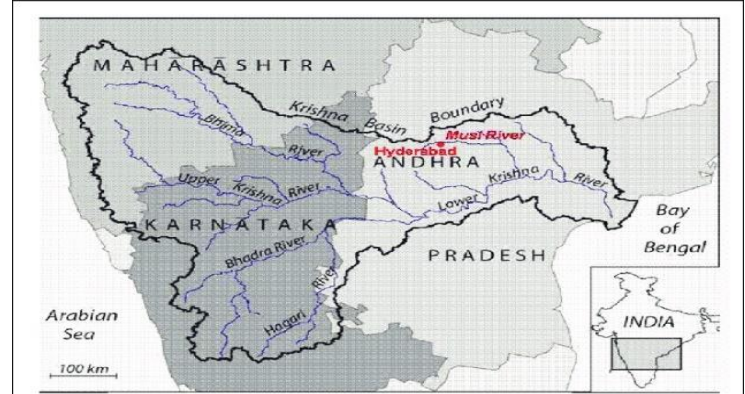 MAHARASHTRA
Krishna Basin Boundary
Bhima River
Musi River
Hyderabad
ANDHRA
Upper Krishna River
Lower Krishna River
KARNATAKA
Bhadra River
River
Hagari
PRADESH
Bay
of
Bengal
Arabian
Sea
INDIA
100 km